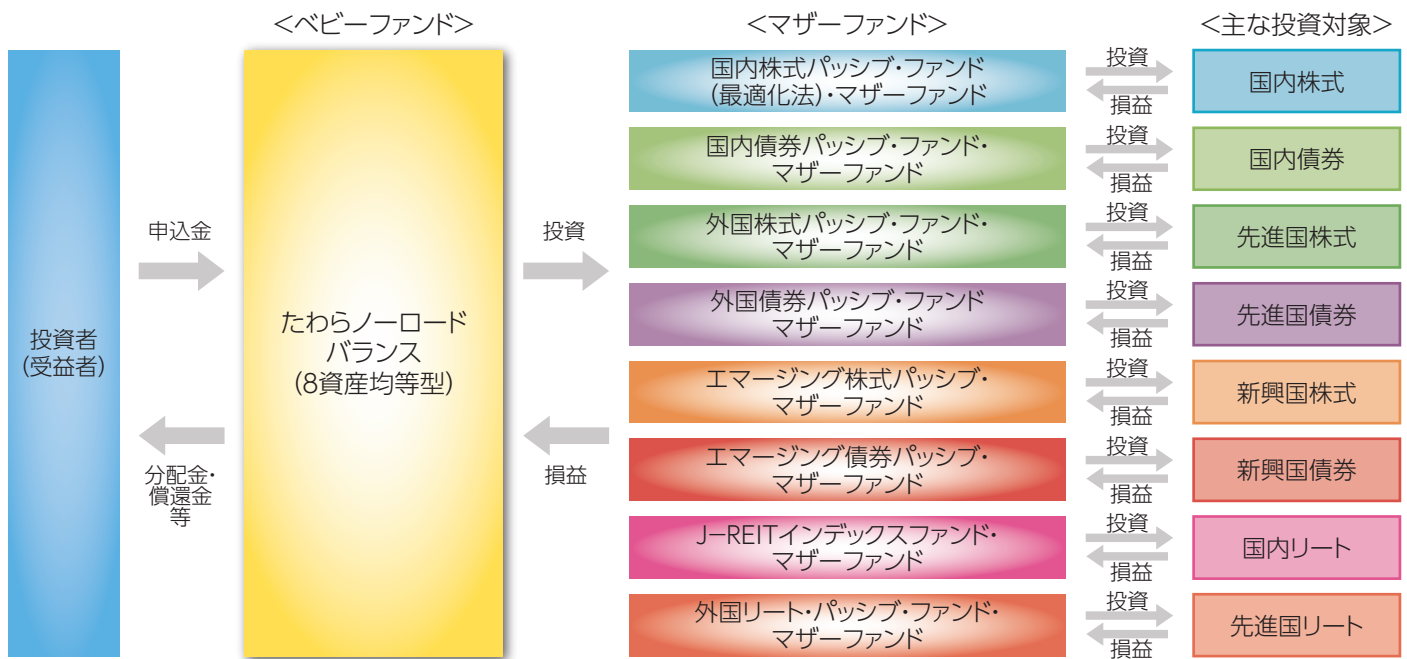 ＜ベビーファンド＞
＜マザーファンド＞
＜主な投資対象＞
投資者
(受益者)
申込金
分配金・
償還金
等
たわらノーロード
バランス
(8資産均等型)
投資
損益
国内株式パッシブ・ファンド
(最適化法)・マザーファンド
投資
損益
国内株式
国内債券パッシブ・ファンド・
マザーファンド
投資
損益
国内債券
外国株式パッシブ・ファンド・
マザーファンド
投資
損益
先進国株式
外国債券パッシブ・ファンド
マザーファンド
投資
損益
先進国債券
エマージング株式パッシブ・
マザーファンド
投資
損益
新興国株式
エマージング債券パッシブ・
マザーファンド
投資
損益
新興国債券
J−REITインデックスファンド・
マザーファンド
投資
損益
国内リート
外国リート・パッシブ・ファンド・
マザーファンド
投資
損益
先進国リート